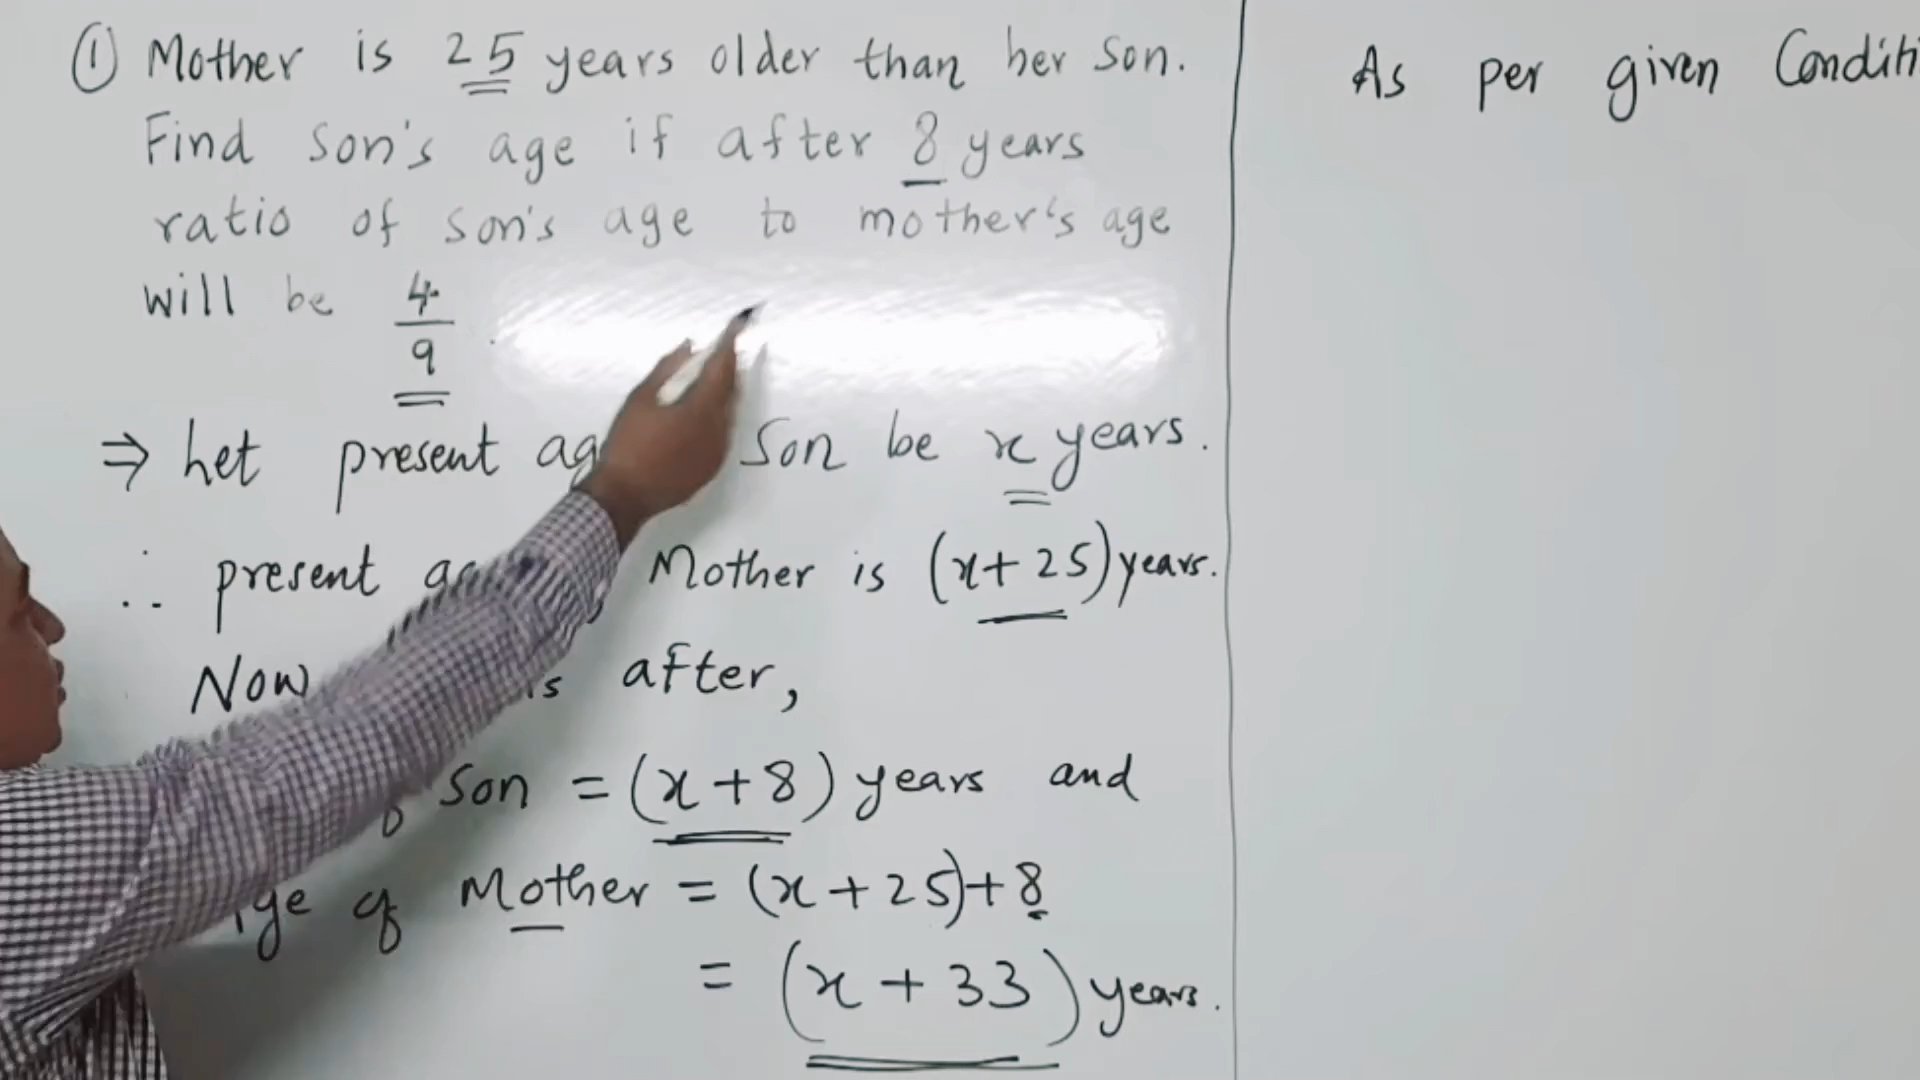 ① Mother is 25 years older than her son.
Find son's age if after 8 years
ratio of son's age to mother's age
will be 4/9.
⇒ Let present ag Son be x years.
∴ present Mother is (x+25) years.
Now after,
Son = (x+8) years and
of Mother = (x+25)+8
= (x+33) years.
As per given Conditi